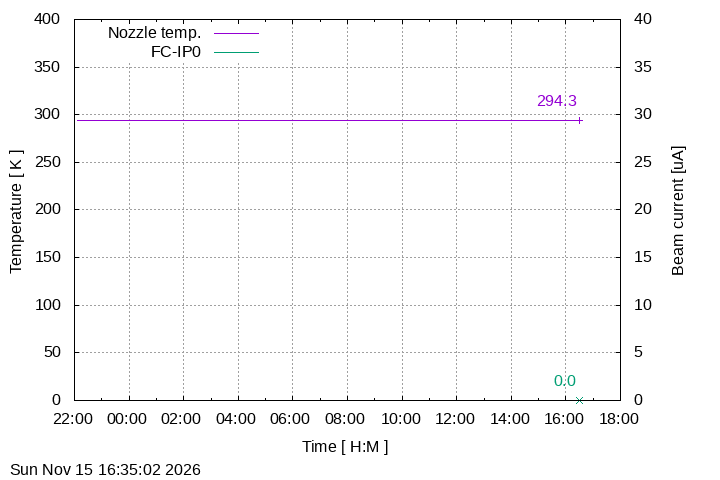 400 40
Nozzle temp.
FC-IP0
350 35
294.3
300 30
250 25
200 20
150 15
100 10
50 5
0.0
0 0
Temperature [ K ]
Beam current [uA]
22:00 00:00 02:00 04:00 06:00 08:00 10:00 12:00 14:00 16:00 18:00
Time [ H:M ]
Sun Nov 15 16:35:02 2026